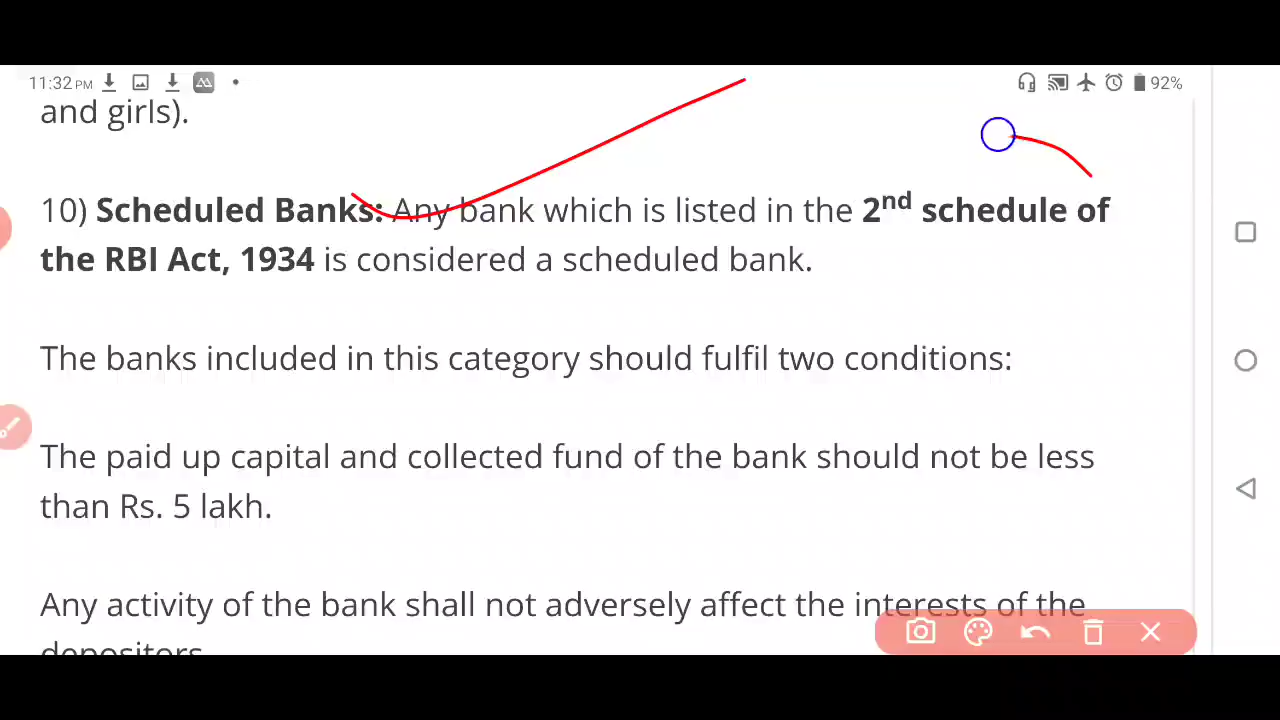 11:32 PM 92%
and girls).
10) Scheduled Banks: Any bank which is listed in the 2nd schedule of
the RBI Act, 1934 is considered a scheduled bank.
The banks included in this category should fulfil two conditions:
The paid up capital and collected fund of the bank should not be less
than Rs. 5 lakh.
Any activity of the bank shall not adversely affect the interests of the
depositors